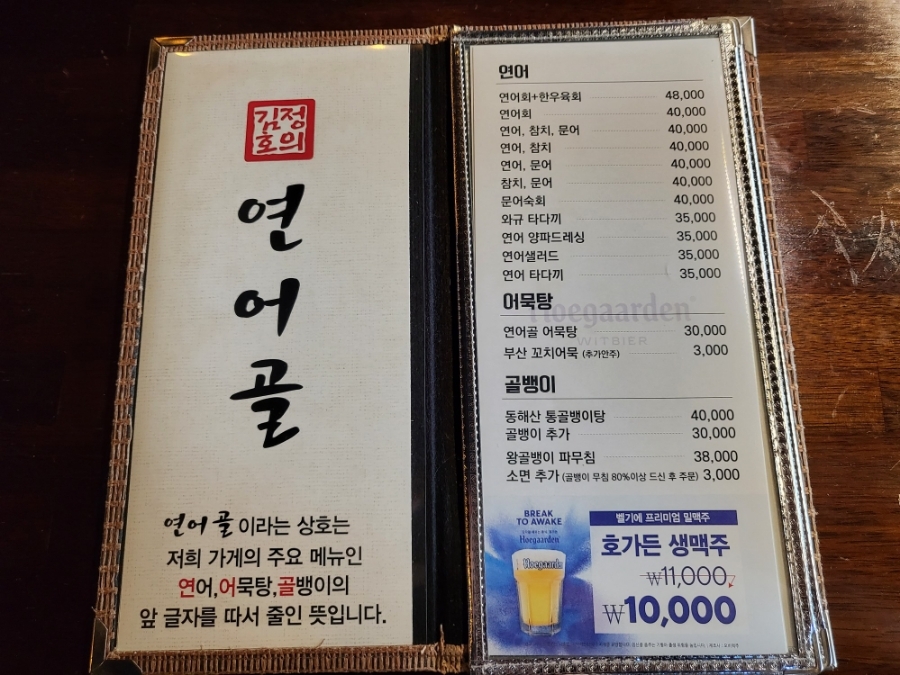 김정
호의
연
어
골
연어골이라는 상호는
저희 가게의 주요 메뉴인
연어,어묵탕,골뱅이의
앞 글자를 따서 줄인 뜻입니다.
연어
연어회+한우육회 48,000
연어회 40,000
연어, 참치, 문어 40,000
연어, 참치 40,000
연어, 문어 40,000
참치, 문어 40,000
문어숙회 40,000
와규 타다끼 35,000
연어 양파드레싱 35,000
연어샐러드 35,000
연어 타다끼 35,000
어묵탕
Hoegaarden
WITBIER
연어골 어묵탕 30,000
부산 꼬치어묵 (추가안주) 3,000
골뱅이
동해산 통골뱅이탕 40,000
골뱅이 추가 30,000
왕골뱅이 파무침 38,000
소면 추가 (골뱅이 무침 80%이상 드신 후 주문) 3,000
BREAK
TO AWAKE
Hoegaarden
Hoegaarden
벨기에 프리미엄 밀맥주
호가든 생맥주
₩11,000
₩10,000